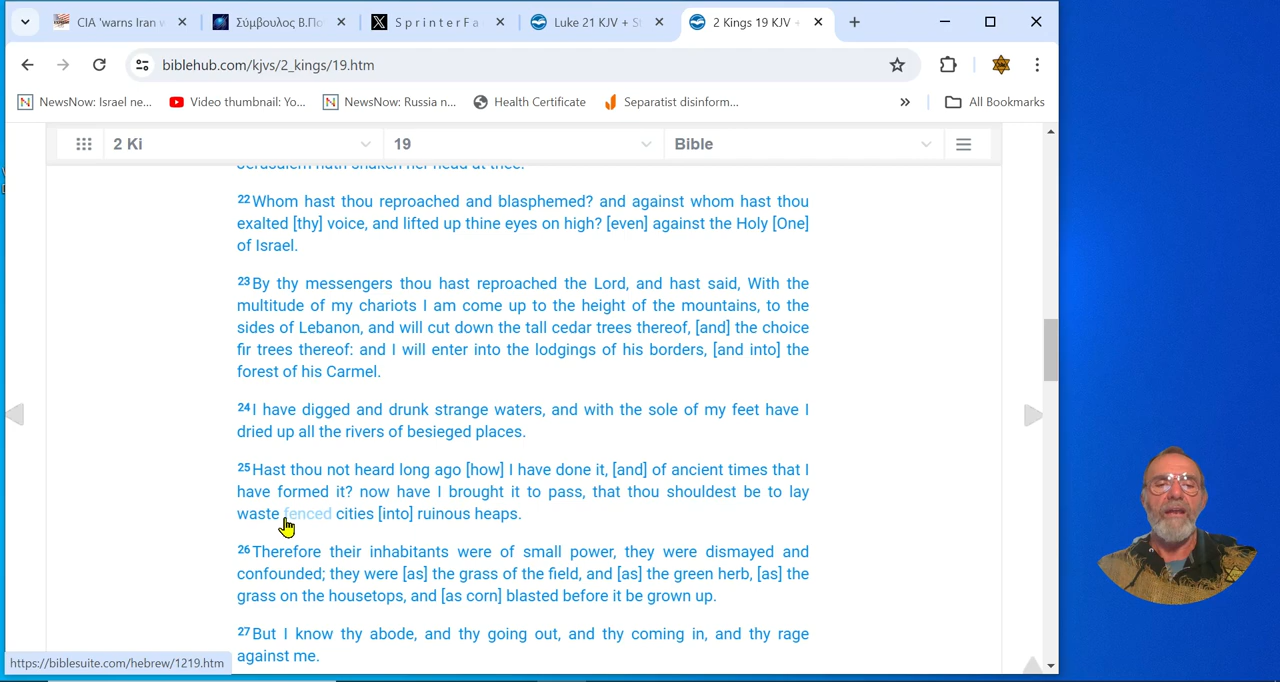 CIA 'warns Iran
Σύμβουλος Β.Πο
S p r i n t e r F a
Luke 21 KJV + S
2 Kings 19 KJV
biblehub.com/kjvs/2_kings/19.htm
NewsNow: Israel ne...
Video thumbnail: Yo...
NewsNow: Russia n...
Health Certificate
Separatist disinform...
»
All Bookmarks
2 Ki
19
Bible
Jerusalem hath shaken her head at thee.
22Whom hast thou reproached and blasphemed? and against whom hast thou
exalted [thy] voice, and lifted up thine eyes on high? [even] against the Holy [One]
of Israel.
23By thy messengers thou hast reproached the Lord, and hast said, With the
multitude of my chariots I am come up to the height of the mountains, to the
sides of Lebanon, and will cut down the tall cedar trees thereof, [and] the choice
fir trees thereof: and I will enter into the lodgings of his borders, [and into] the
forest of his Carmel.
24I have digged and drunk strange waters, and with the sole of my feet have I
dried up all the rivers of besieged places.
25Hast thou not heard long ago [how] I have done it, [and] of ancient times that I
have formed it? now have I brought it to pass, that thou shouldest be to lay
waste fenced cities [into] ruinous heaps.
26Therefore their inhabitants were of small power, they were dismayed and
confounded; they were [as] the grass of the field, and [as] the green herb, [as] the
grass on the housetops, and [as corn] blasted before it be grown up.
27But I know thy abode, and thy going out, and thy coming in, and thy rage
against me.
https://biblesuite.com/hebrew/1219.htm